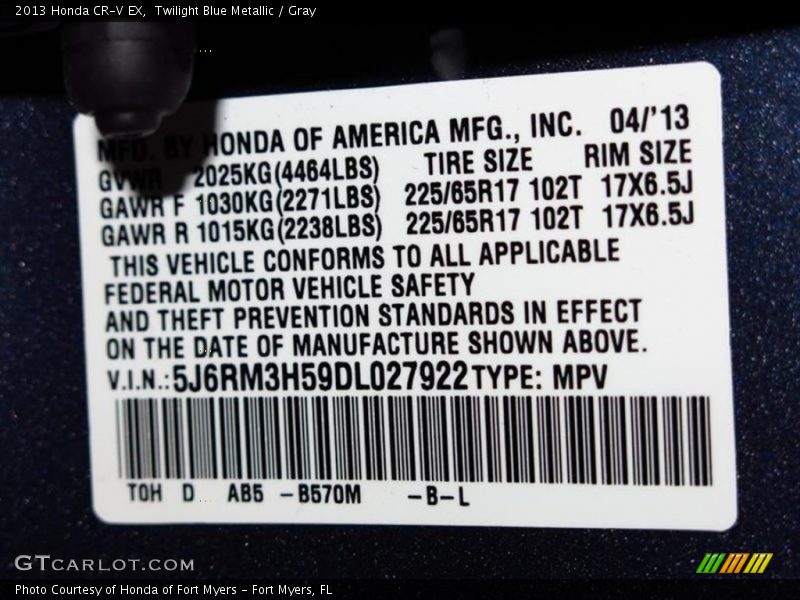 2013 Honda CR-V EX, Twilight Blue Metallic / Gray
MFD. BY HONDA OF AMERICA MFG., INC. 04/'13
GVWR 2025KG(4464LBS) TIRE SIZE RIM SIZE
GAWR F 1030KG(2271LBS) 225/65R17 102T 17X6.5J
GAWR R 1015KG(2238LBS) 225/65R17 102T 17X6.5J
THIS VEHICLE CONFORMS TO ALL APPLICABLE
FEDERAL MOTOR VEHICLE SAFETY
AND THEFT PREVENTION STANDARDS IN EFFECT
ON THE DATE OF MANUFACTURE SHOWN ABOVE.
V.I.N.:5J6RM3H59DL027922 TYPE: MPV
TOH D AB5 -B570M -B-L
GTCARLOT.COM
Photo Courtesy of Honda of Fort Myers - Fort Myers, FL